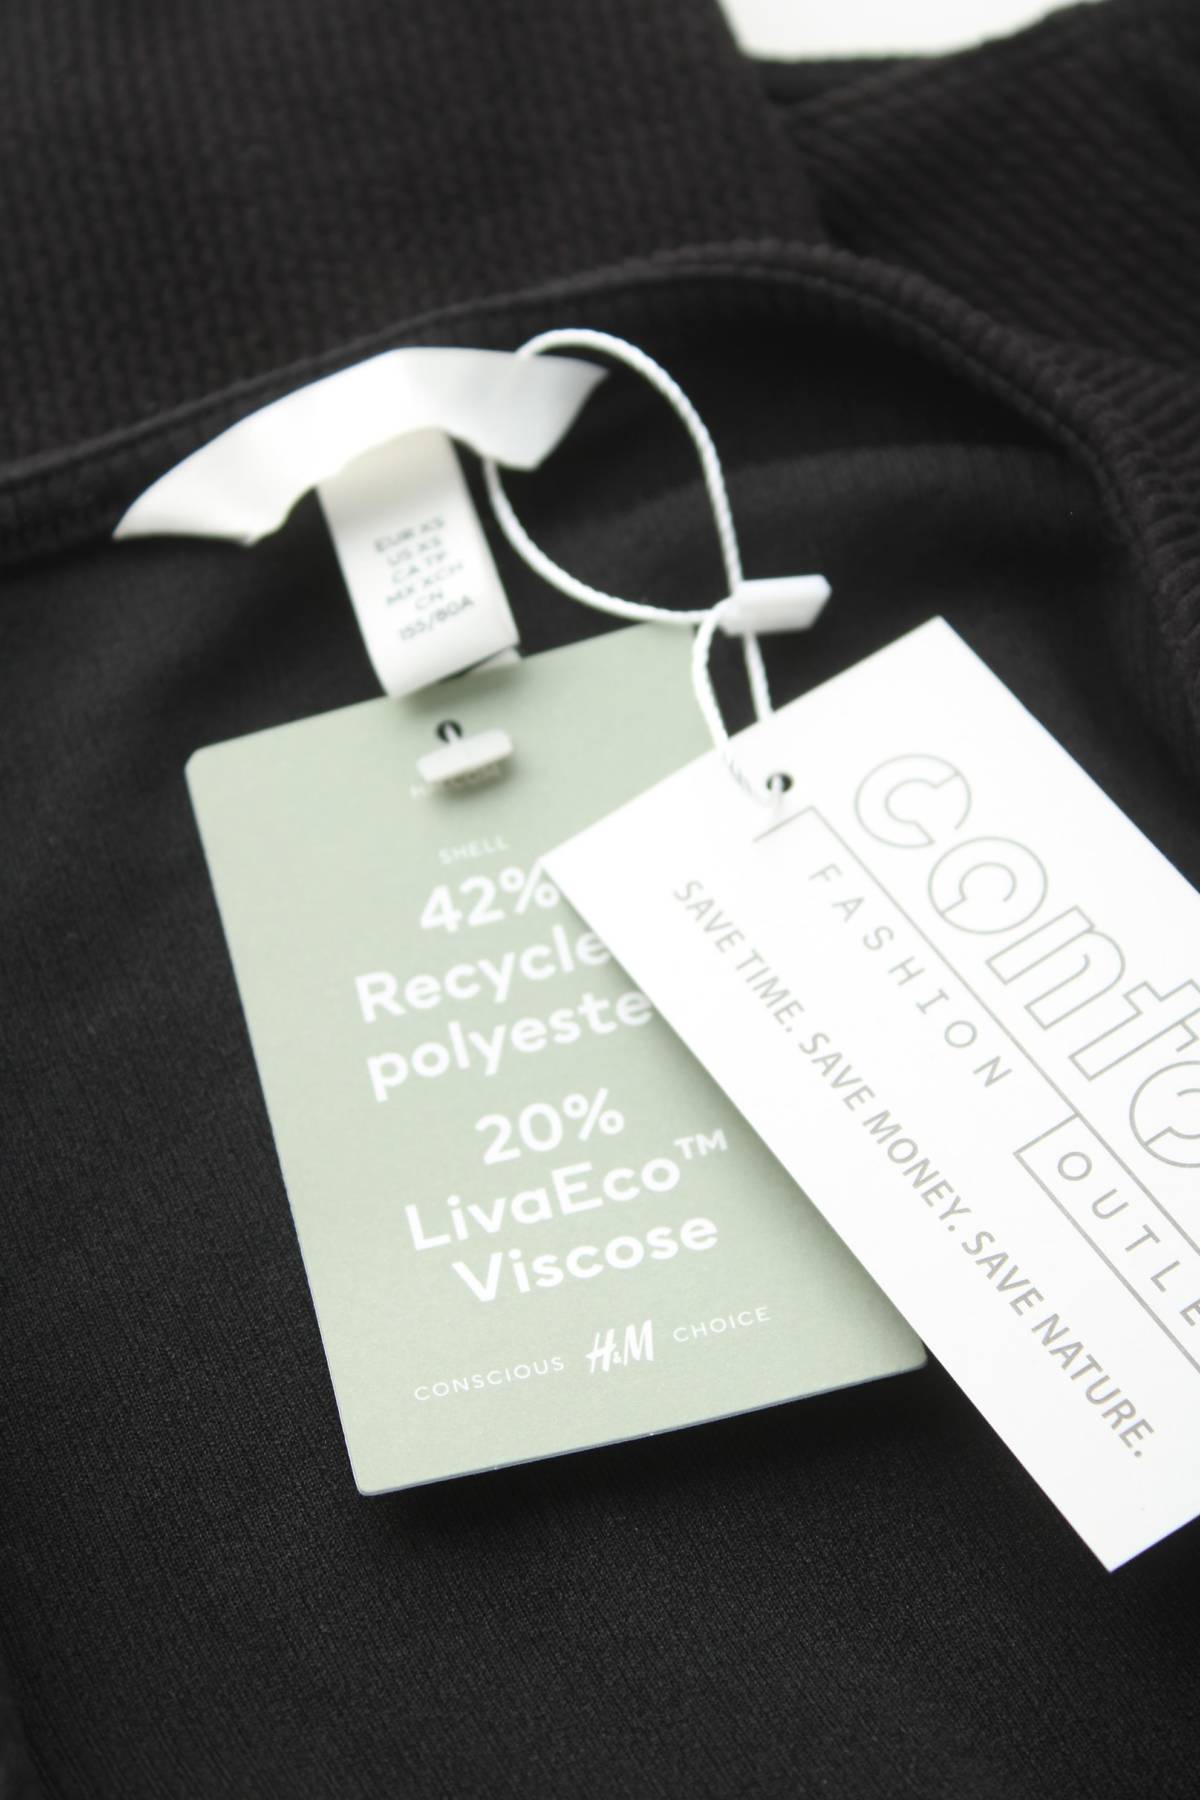 EUR XS
US XS
CA TP
MX XCH
CN
155/80A
SHELL
42%
Recycle
polyeste
20%
LivaEco™
Viscose
CONSCIOUS H&M CHOICE
conto
FASHION
OUTLE
SAVE TIME. SAVE MONEY. SAVE NATURE.